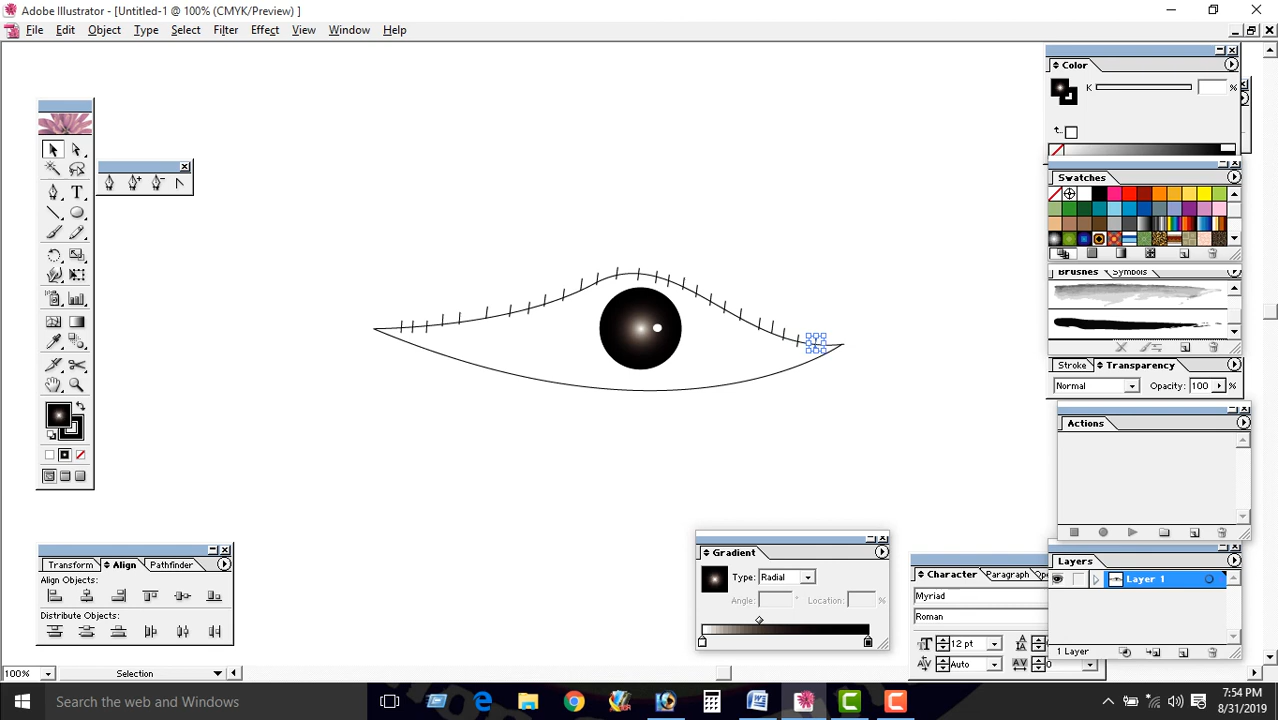 Adobe Illustrator - [Untitled-1 @ 100% (CMYK/Preview) ]
File Edit Object Type Select Filter Effect View Window Help
Color
K %
Swatches
Brushes Symbols
Stroke Transparency
Normal Opacity: 100 %
Actions
Gradient
Type: Radial
Angle: ° Location: %
Transform Align Pathfinder
Align Objects:
Distribute Objects:
Character Paragraph
Myriad
Roman
12 pt
Auto 0
Layers
Layer 1
1 Layer
100% Selection
Search the web and Windows
7:54 PM
8/31/2019